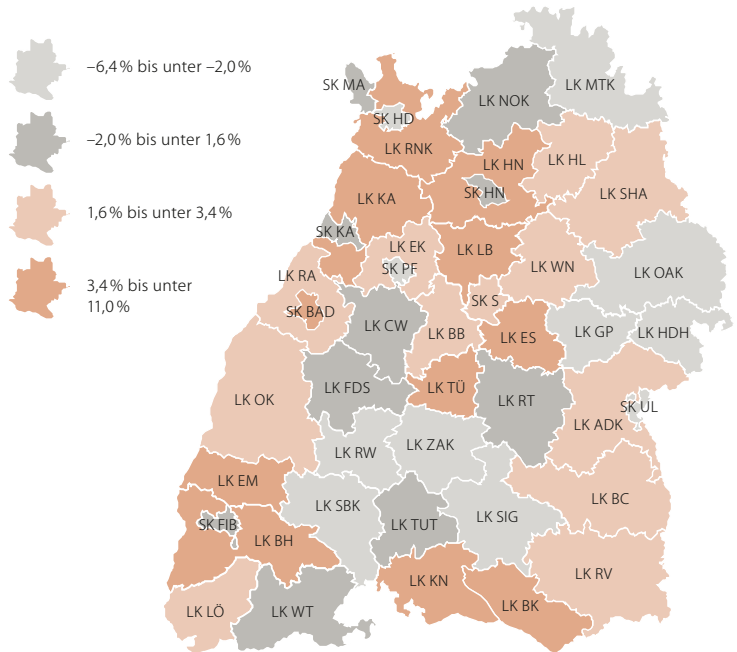 –6,4 % bis unter –2,0 %
–2,0 % bis unter 1,6 %
1,6 % bis unter 3,4 %
3,4 % bis unter
11,0 %
SK MA
LK NOK
LK MTK
SK HD
LK RNK
LK HN
LK HL
SK HN
LK SHA
LK KA
SK KA
LK EK
LK LB
LK WN
LK RA
SK PF
LK OAK
SK BAD
SK S
LK CW
LK BB
LK ES
LK GP
LK HDH
LK FDS
LK TÜ
LK OK
LK RT
SK UL
LK ADK
LK RW
LK ZAK
LK EM
LK BC
LK SBK
LK SIG
SK FIB
LK TUT
LK BH
LK RV
LK KN
LK BK
LK LÖ
LK WT